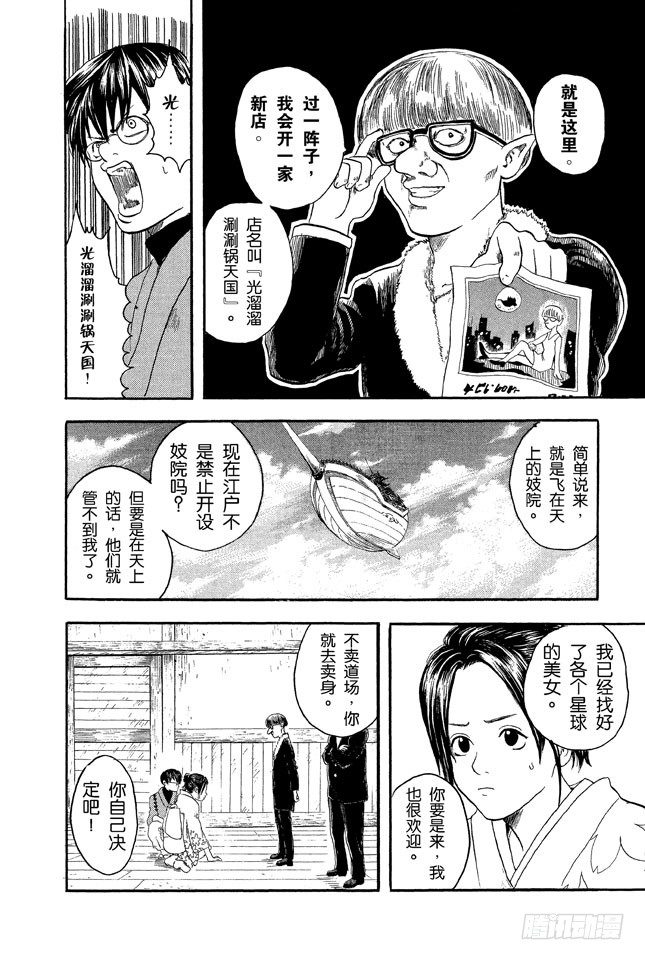 就是这里。
过一阵子，
我会开一家
新店。
店名叫『光溜溜
涮涮锅天国』。
光……
光溜溜涮涮锅天国！
简单说来，
就是飞在天
上的妓院。
现在江户不
是禁止开设
妓院吗？
但要是在天上
的话，他们就
管不到我了。
我已经找好
了各个星球
的美女。
你要是来，我
也很欢迎。
不卖道场，你
就去卖身。
你自己决
定吧！
腾讯动漫